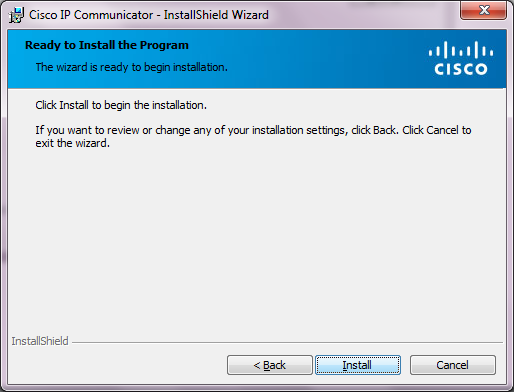 Cisco IP Communicator - InstallShield Wizard
Ready to Install the Program
The wizard is ready to begin installation.
CISCO
Click Install to begin the installation.
If you want to review or change any of your installation settings, click Back. Click Cancel to
exit the wizard.
InstallShield
< Back
Install
Cancel